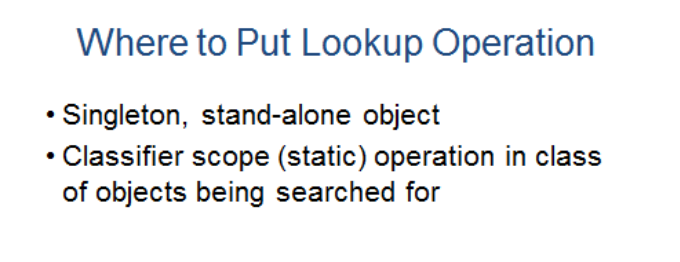 Where to Put Lookup Operation
• Singleton, stand-alone object
• Classifier scope (static) operation in class
of objects being searched for